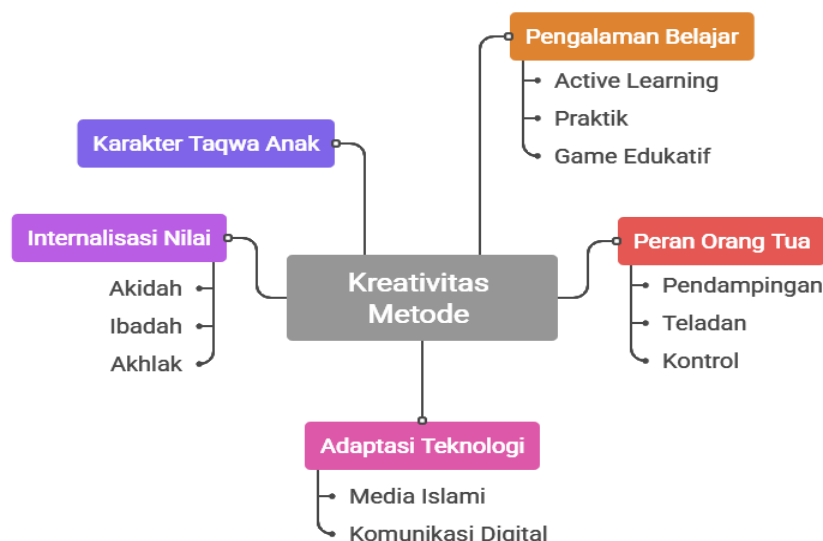 Pengalaman Belajar
Active Learning
Praktik
Game Edukatif
Karakter Taqwa Anak
Internalisasi Nilai
Akidah
Ibadah
Akhlak
Kreativitas
Metode
Peran Orang Tua
Pendampingan
Teladan
Kontrol
Adaptasi Teknologi
Media Islami
Komunikasi Digital